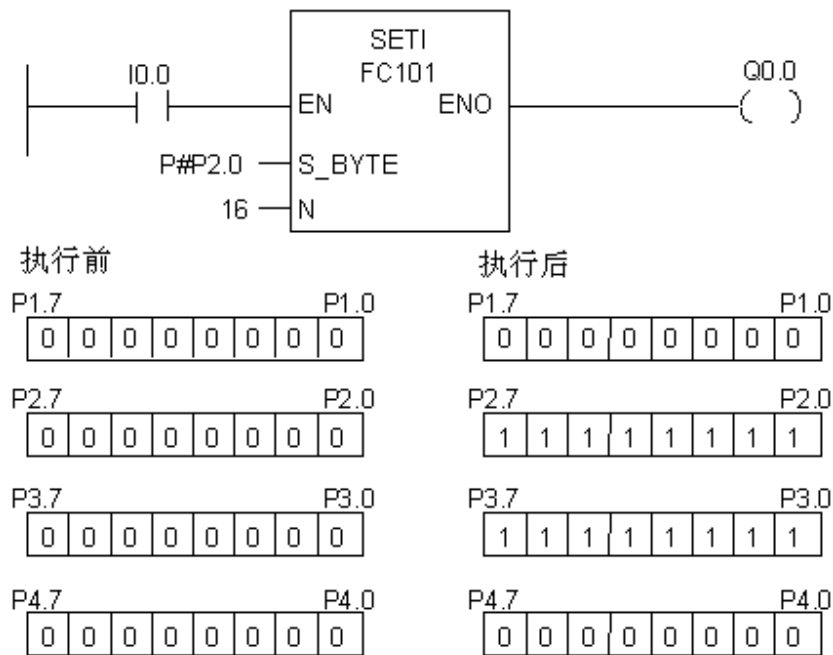 SETI
FC101
I0.0
Q0.0
EN ENO
P#P2.0 S_BYTE
16 N
执行前 执行后
P1.7 P1.0 P1.7 P1.0
0 0 0 0 0 0 0 0 0 0 0 0 0 0 0 0
P2.7 P2.0 P2.7 P2.0
0 0 0 0 0 0 0 0 1 1 1 1 1 1 1 1
P3.7 P3.0 P3.7 P3.0
0 0 0 0 0 0 0 0 1 1 1 1 1 1 1 1
P4.7 P4.0 P4.7 P4.0
0 0 0 0 0 0 0 0 0 0 0 0 0 0 0 0